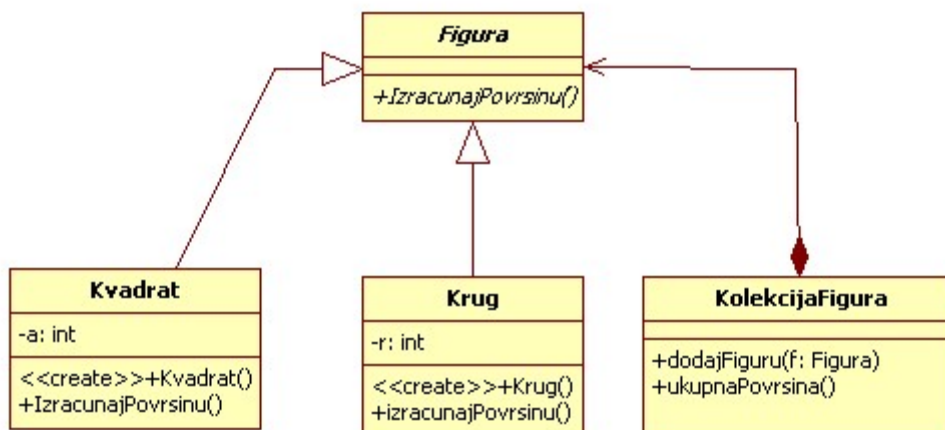 Figura
+IzracunajPovrsinu()
Kvadrat
-a: int
<<create>>+Kvadrat()
+IzracunajPovrsinu()
Krug
-r: int
<<create>>+Krug()
+izracunajPovrsinu()
KolekcijaFigura
+dodajFiguru(f: Figura)
+ukupnaPovrsina()